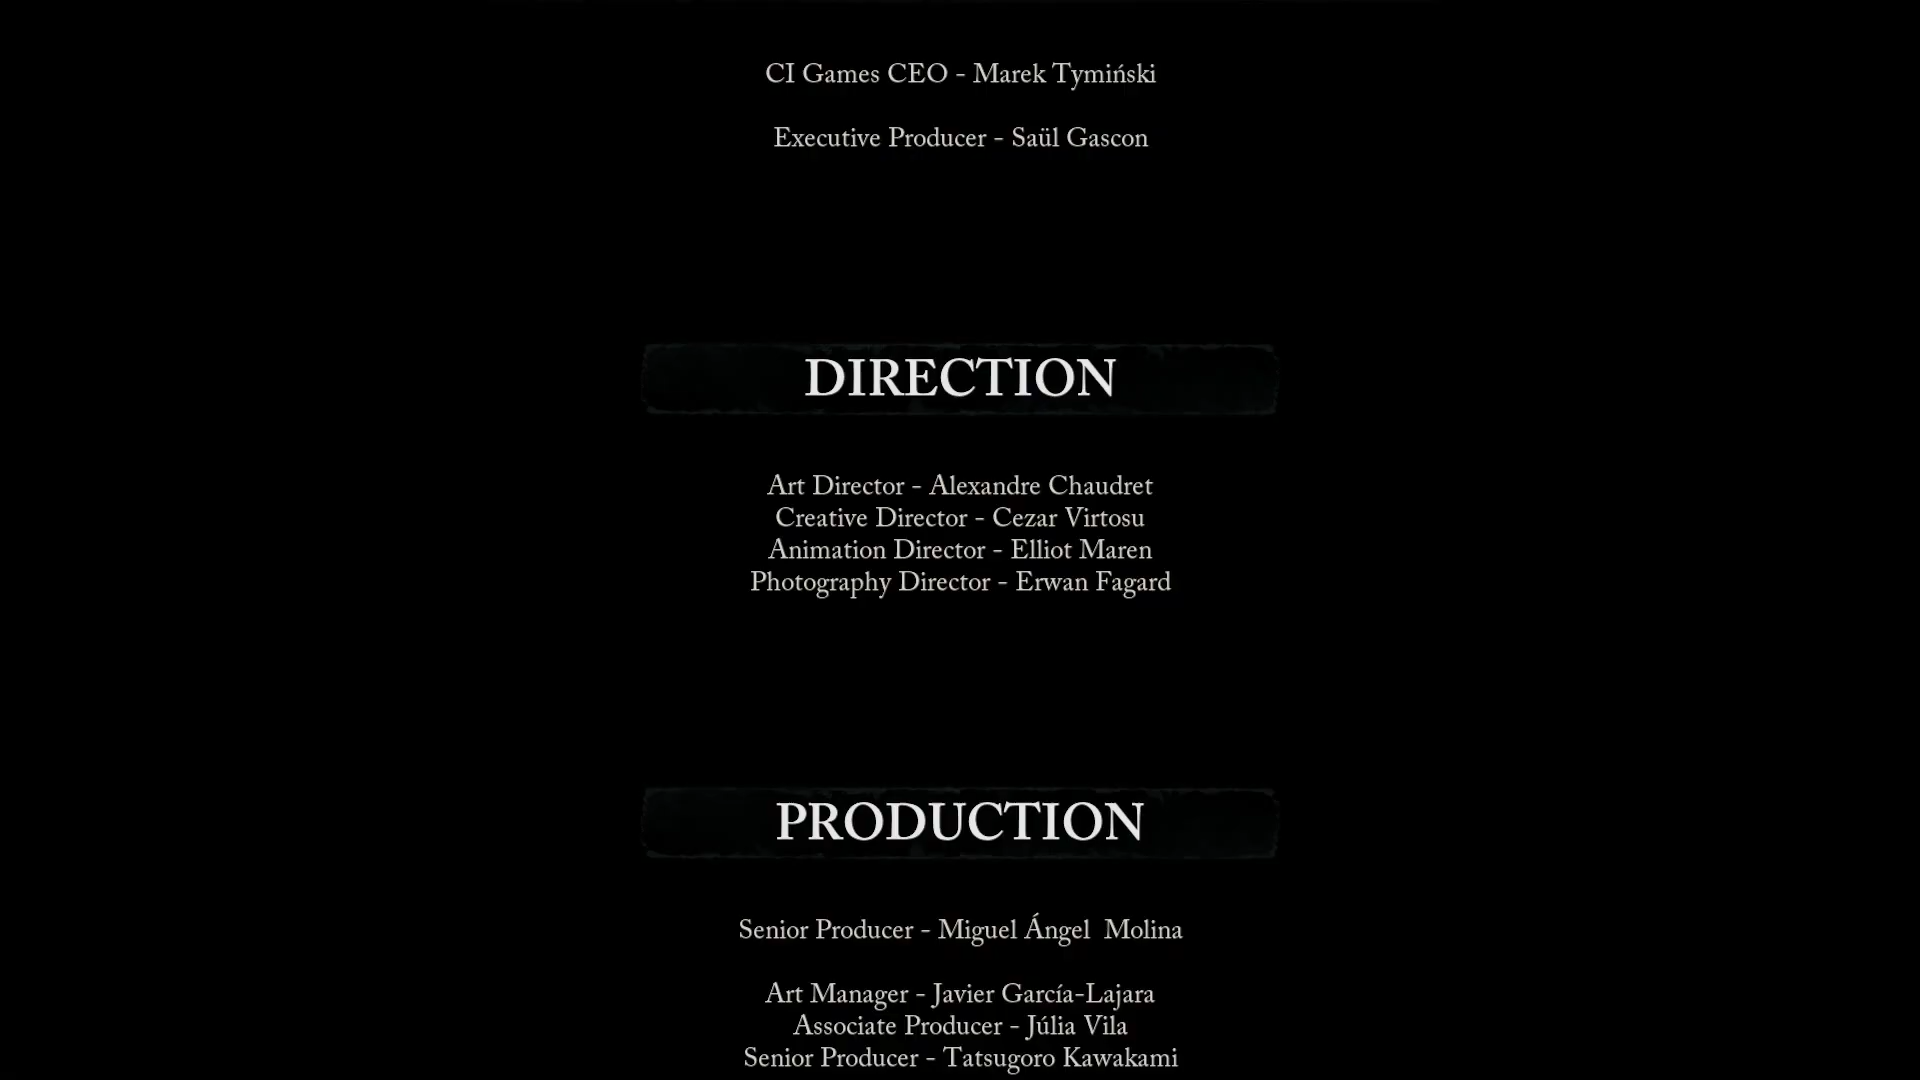 CI Games CEO - Marek Tymiński
Executive Producer - Saül Gascon
DIRECTION
Art Director - Alexandre Chaudret
Creative Director - Cezar Virtosu
Animation Director - Elliot Maren
Photography Director - Erwan Fagard
PRODUCTION
Senior Producer - Miguel Ángel  Molina
Art Manager - Javier García-Lajara
Associate Producer - Júlia Vila
Senior Producer - Tatsugoro Kawakami